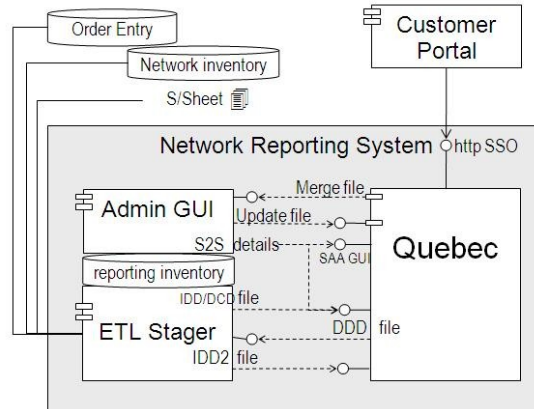 Order Entry
Customer
Portal
Network inventory
S/Sheet
Network Reporting System
http SSO
Merge file
Admin GUI
Update file
S2S details
Quebec
SAA GUI
reporting inventory
IDD/DCD file
ETL Stager
DDD file
IDD2 file